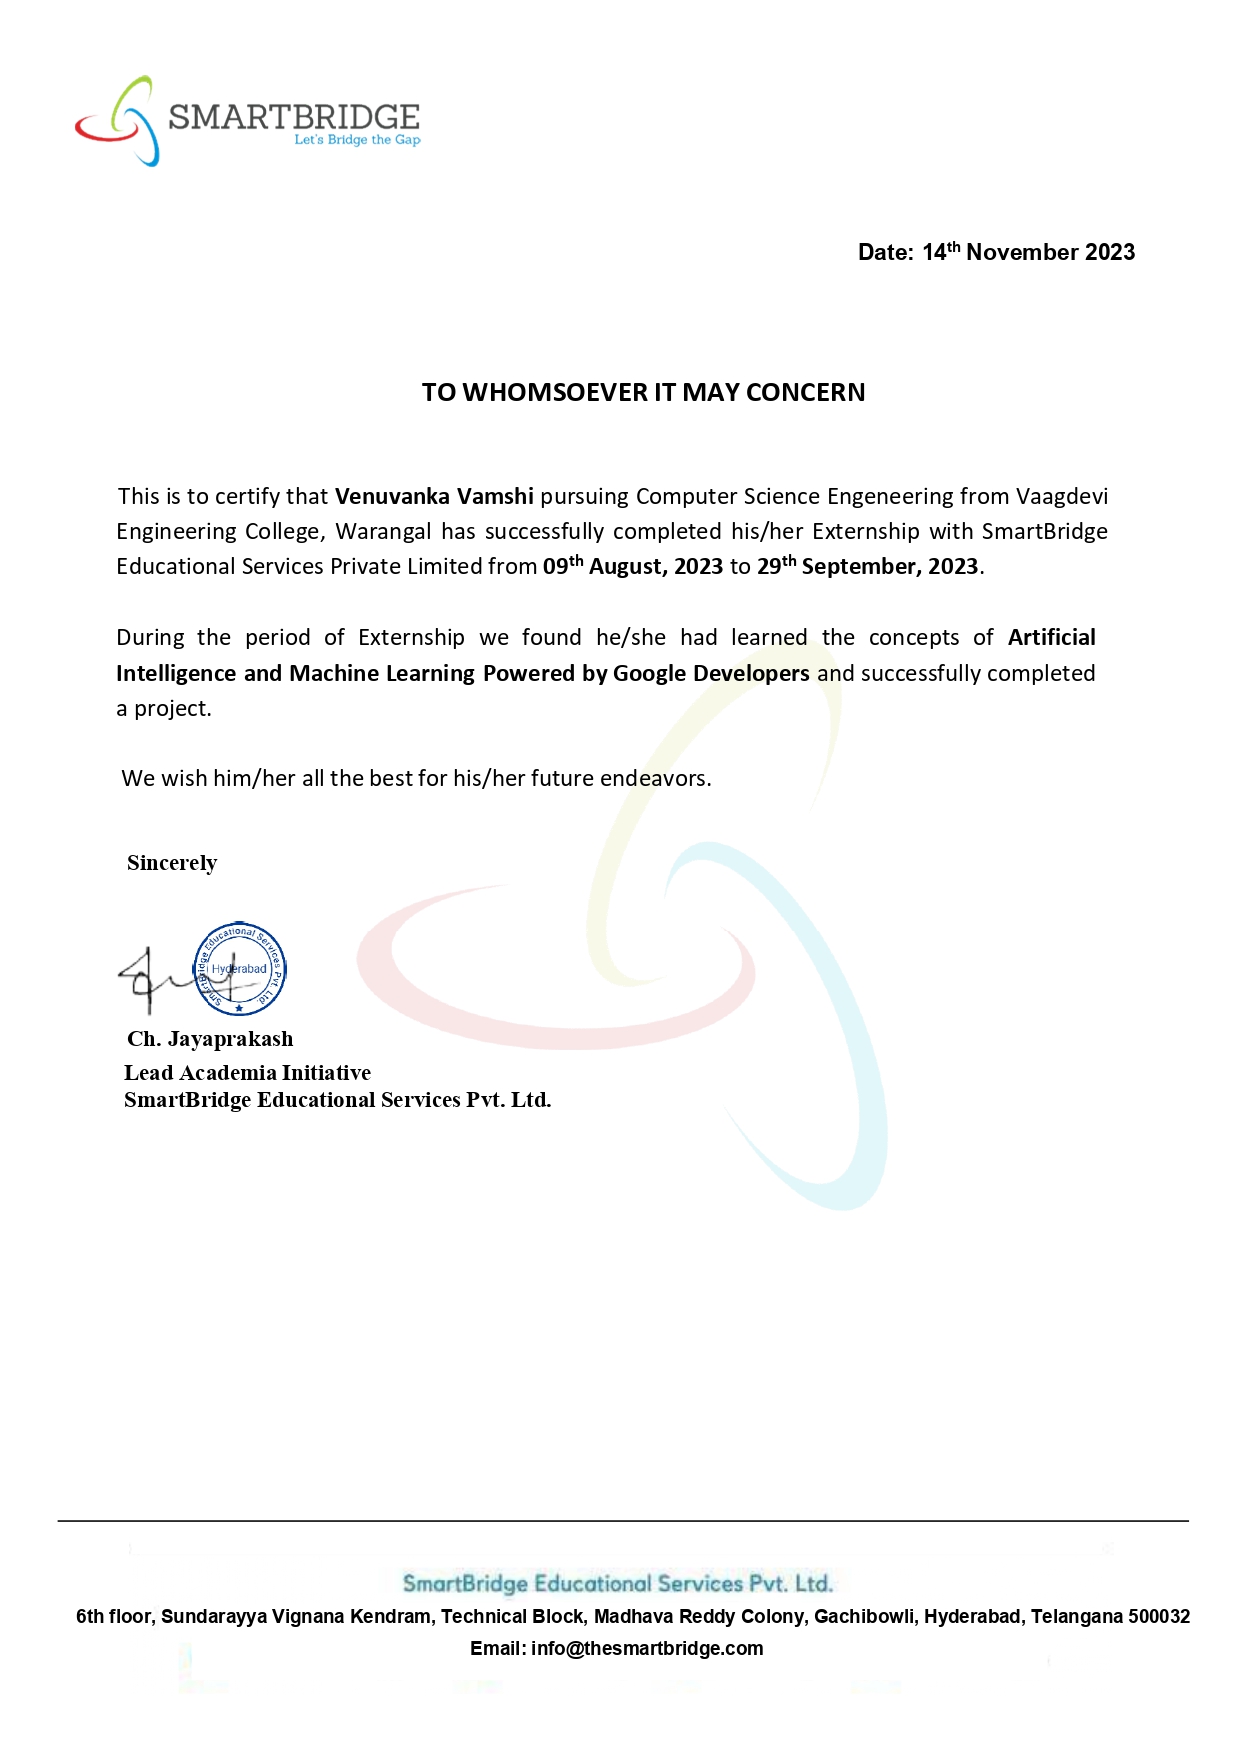 SMARTBRIDGE
Let's Bridge the Gap
Date: 14th November 2023
TO WHOMSOEVER IT MAY CONCERN
This is to certify that Venuvanka Vamshi pursuing Computer Science Engeneering from Vaagdevi
Engineering College, Warangal has successfully completed his/her Externship with SmartBridge
Educational Services Private Limited from 09th August, 2023 to 29th September, 2023.
During the period of Externship we found he/she had learned the concepts of Artificial
Intelligence and Machine Learning Powered by Google Developers and successfully completed
a project.
We wish him/her all the best for his/her future endeavors.
Sincerely
SmartBridge Educational Services Pvt. Ltd.
Hyderabad
Ch. Jayaprakash
Lead Academia Initiative
SmartBridge Educational Services Pvt. Ltd.
SmartBridge Educational Services Pvt. Ltd.
6th floor, Sundarayya Vignana Kendram, Technical Block, Madhava Reddy Colony, Gachibowli, Hyderabad, Telangana 500032
Email: info@thesmartbridge.com